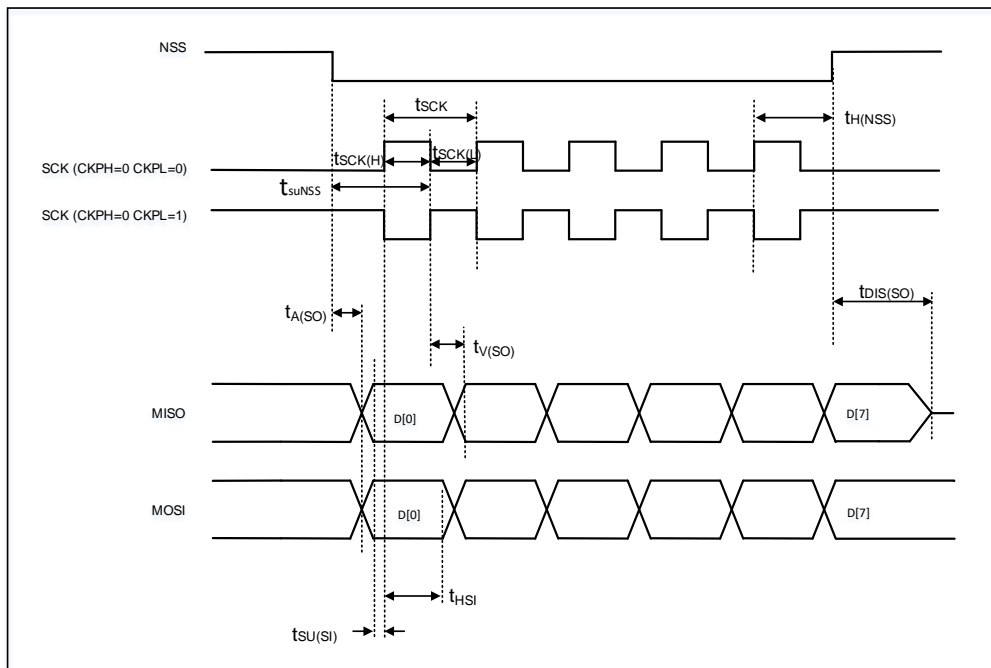 NSS
tSCK
tH(NSS)
tSCK(H)
tSCK(L)
SCK (CKPH=0 CKPL=0)
tsuNSS
SCK (CKPH=0 CKPL=1)
tDIS(SO)
tA(SO)
tV(SO)
MISO
D[0]
D[7]
MOSI
D[0]
D[7]
tHSI
tSU(SI)